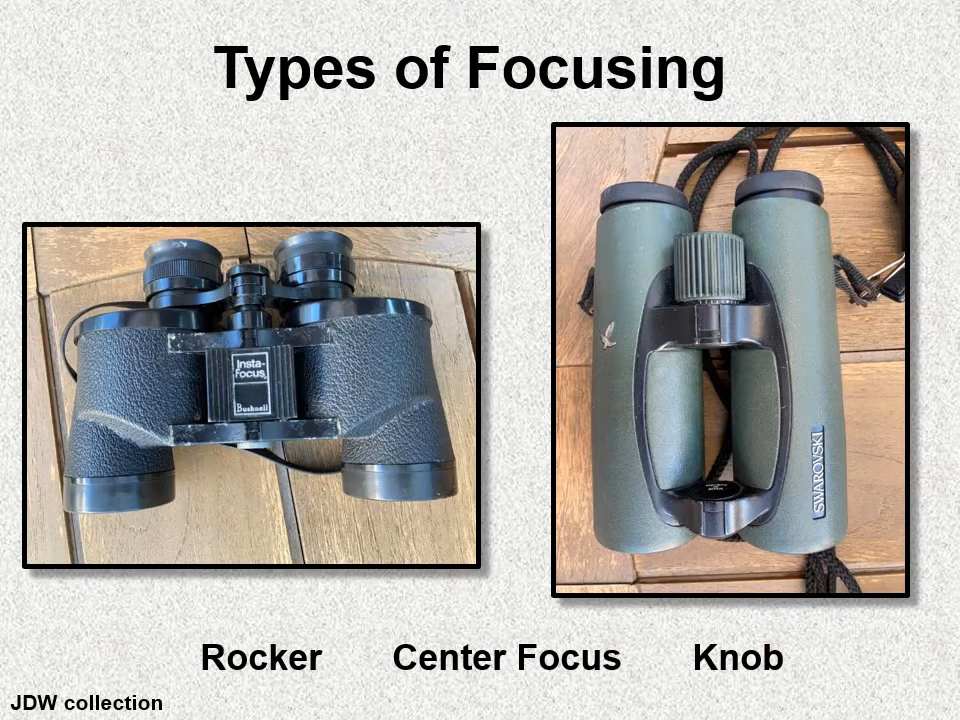 Types of Focusing
Insta-
Focus
Bushnell
SWAROVSKI
Rocker Center Focus Knob
JDW collection